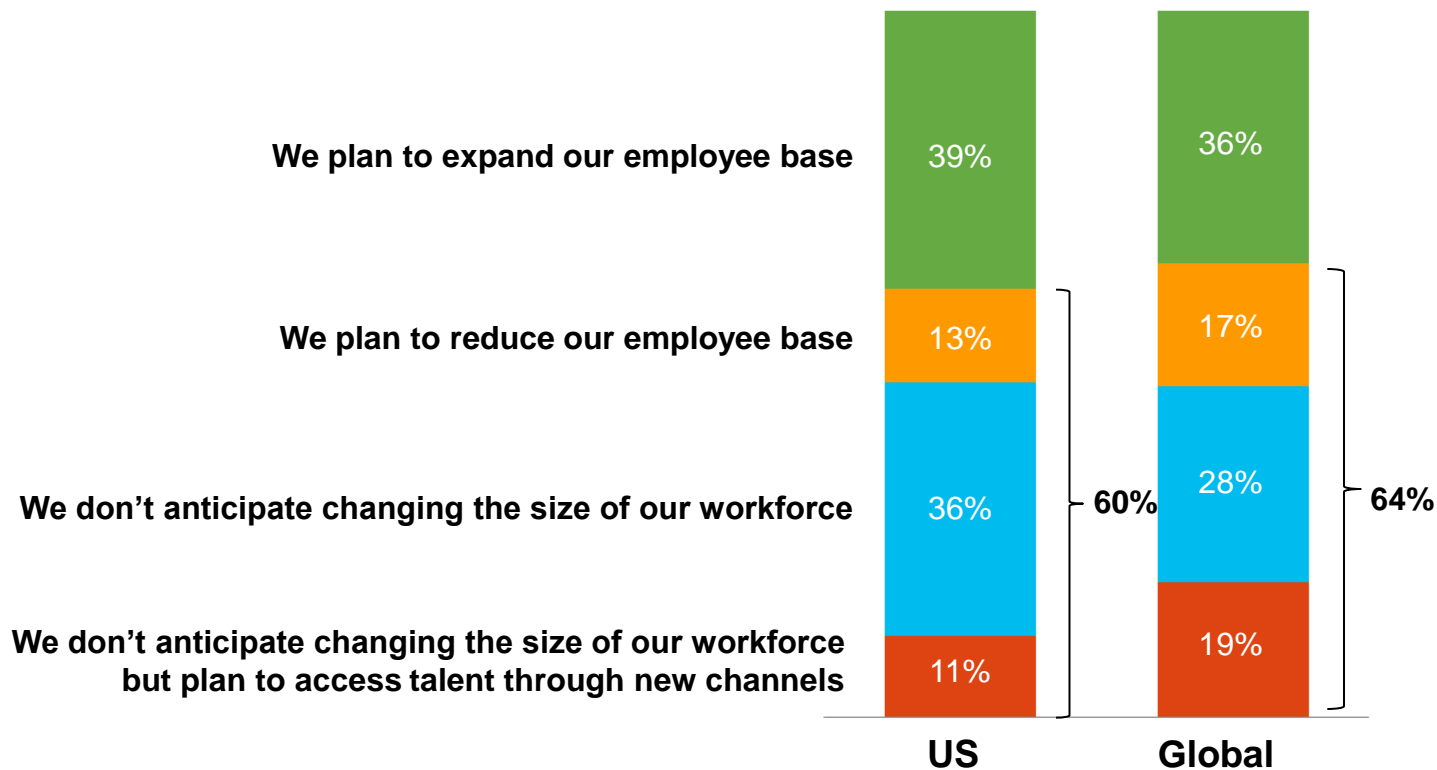 We plan to expand our employee base
39%
36%
We plan to reduce our employee base
13%
17%
We don’t anticipate changing the size of our workforce
36%
60%
28%
64%
We don’t anticipate changing the size of our workforce
but plan to access talent through new channels
11%
19%
US
Global